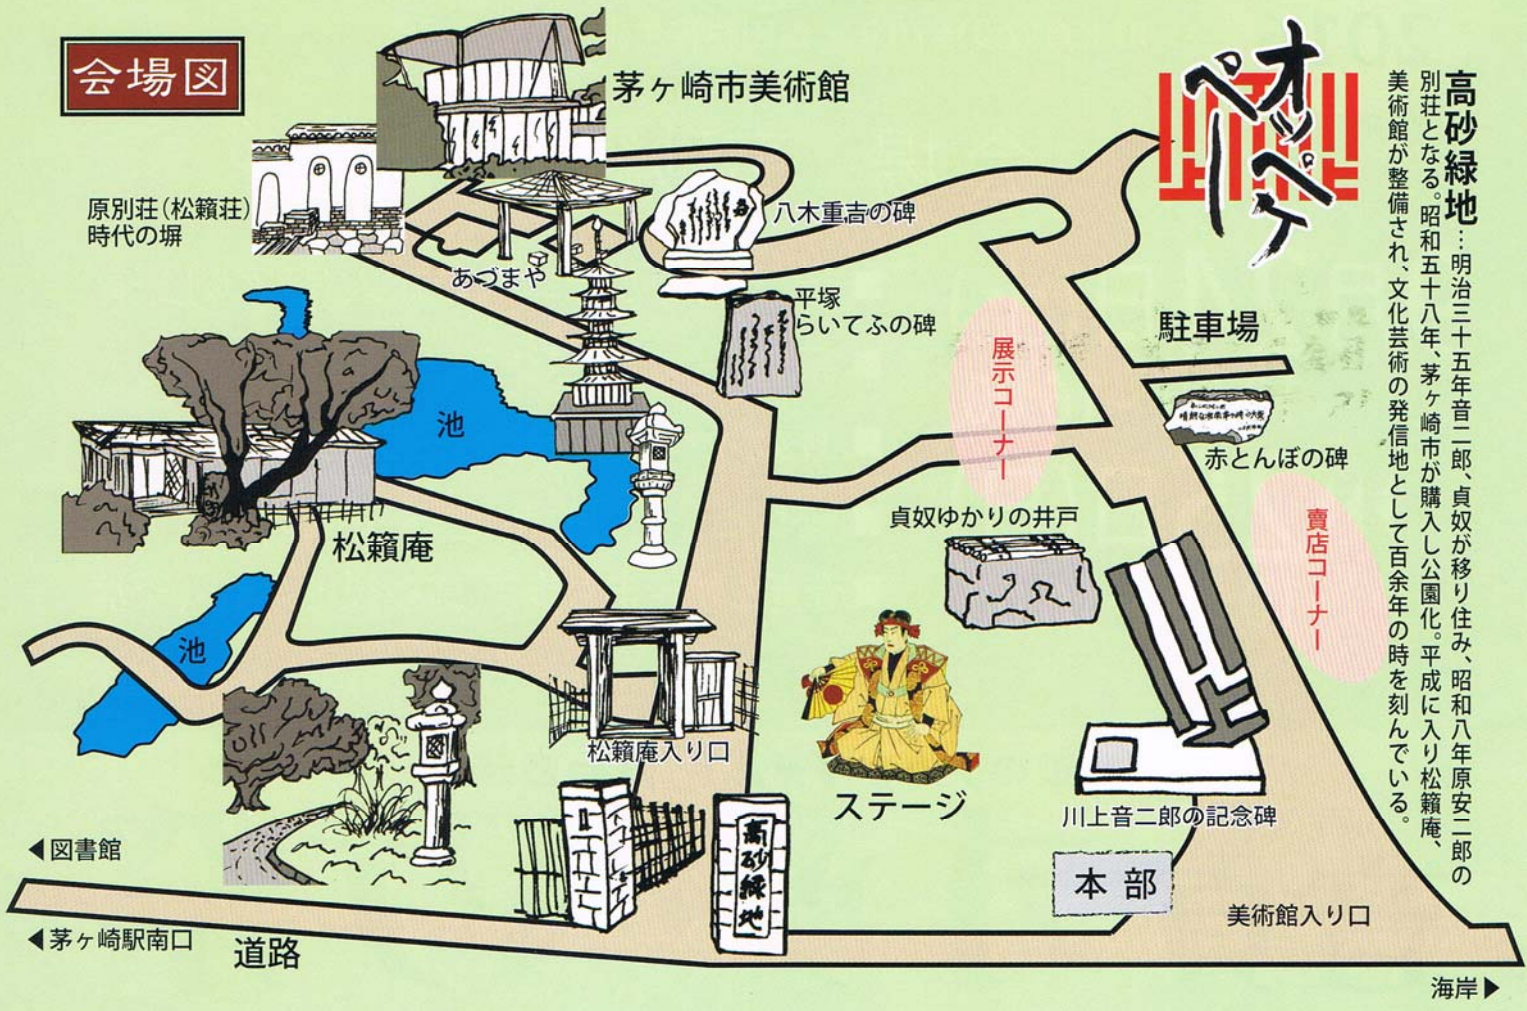 会場図
茅ヶ崎市美術館
オッペケ
ペー
高砂緑地…明治三十五年音二郎、貞奴が移り住み、昭和八年原安二郎の
別荘となる。昭和五十八年、茅ヶ崎市が購入し公園化。平成に入り松籟庵、
美術館が整備され、文化芸術の発信地として百余年の時を刻んでいる。
原別荘（松籟荘）
時代の塀
八木重吉の碑
あづまや
平塚
らいてふの碑
展示コーナー
駐車場
赤とんぼの碑
池
松籟庵
貞奴ゆかりの井戸
賣店コーナー
池
松籟庵入り口
ステージ
川上音二郎の記念碑
高砂緑地
本部
美術館入り口
◀図書館
◀茅ヶ崎駅南口
道路
海岸▶